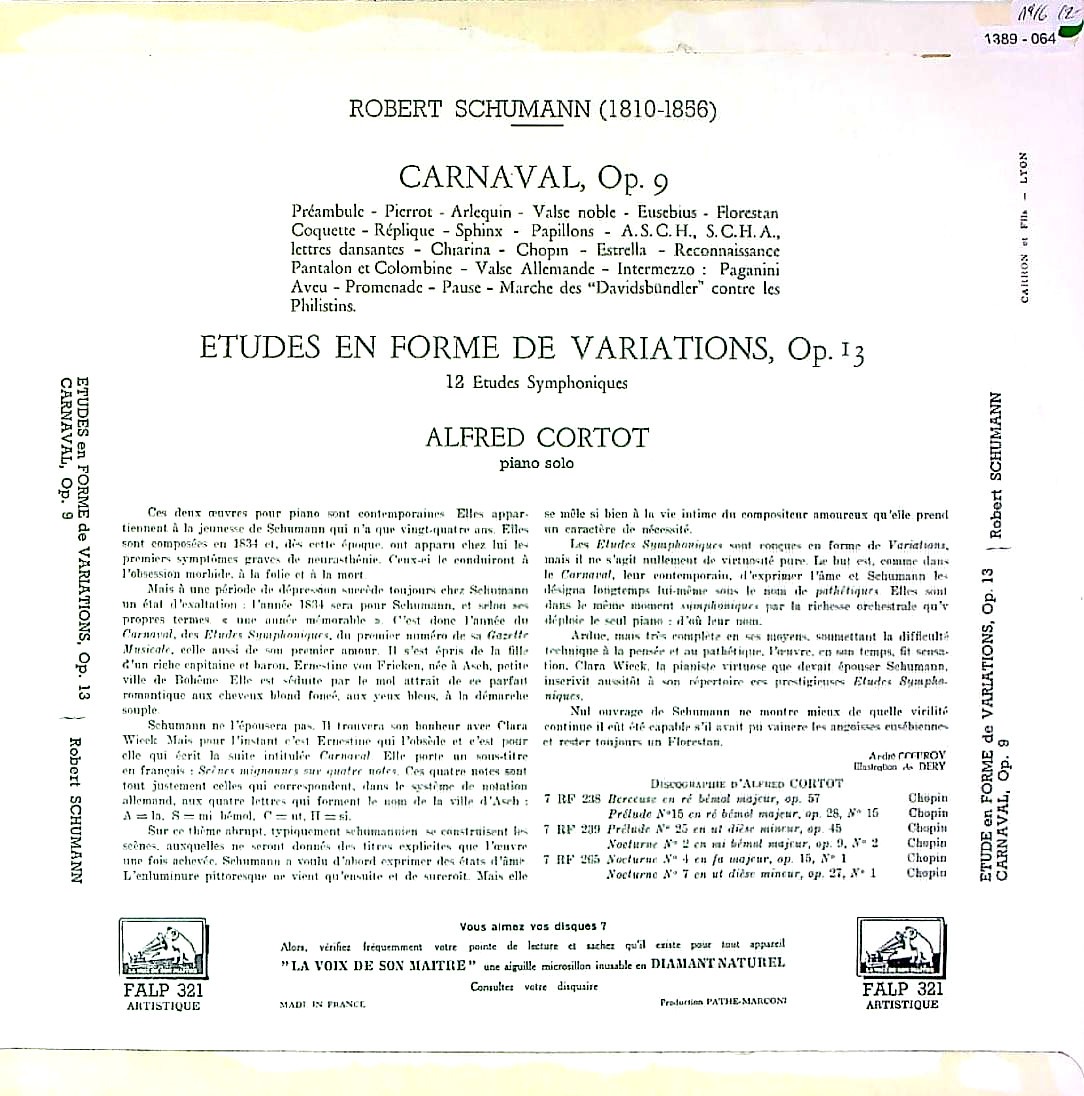 1389 - 064
ROBERT SCHUMANN (1810-1856)
CARNAVAL, Op. 9
Préambule - Pierrot - Arlequin - Valse noble - Eusebius - Florestan
Coquette - Réplique - Sphinx - Papillons - A.S.C.H., S.C.H.A.,
lettres dansantes - Chiarina - Chopin - Estrella - Reconnaissance
Pantalon et Colombine - Valse Allemande - Intermezzo : Paganini
Aveu - Promenade - Pause - Marche des "Davidsbündler" contre les
Philistins.
ETUDES EN FORME DE VARIATIONS, Op. 13
12 Etudes Symphoniques
ALFRED CORTOT
piano solo
Ces deux œuvres pour piano sont contemporaines Elles appar-
tiennent à la jeunesse de Schumann qui n'a que vingt-quatre ans. Elles
sont composées en 1834 et, dès cette époque, ont apparu chez lui les
premiers symptômes graves de neurasthénie. Ceux-ci le conduiront à
l'obsession morbide, à la folie et à la mort.
Mais à une période de dépression succède toujours chez Schumann
un état d'exaltation : l'année 1834 sera pour Schumann, et selon ses
propres termes, « une année mémorable ». C'est donc l'année du
Carnaval, des Etudes Symphoniques, du premier numéro de sa Gazette
Musicale, celle aussi de son premier amour. Il s'est épris de la fille
d'un riche capitaine et baron, Ernestine von Fricken, née à Asch, petite
ville de Bohême Elle est séduite par le mol attrait de ce parfait
romantique aux cheveux blond foncé, aux yeux bleus, à la démarche
souple.
Schumann ne l'épousera pas. Il trouvera son bonheur avec Clara
Wieck Mais pour l'instant c'est Ernestine qui l'obsède et c'est pour
elle qui écrit la suite intitulée Carnaval Elle porte un sous-titre
en français : Scènes mignonnes sur quatre notes. Ces quatre notes sont
tout justement celles qui correspondent, dans le système de notation
allemand, aux quatre lettres qui forment le nom de la ville d'Asch :
A = la, S = mi bémol, C = ut, H = si.
Sur ce thème abrupt, typiquement schumannien se construisent les
scènes, auxquelles ne seront donnés des titres explicites que l'œuvre
une fois achevée. Schumann a voulu d'abord exprimer des états d'âme
L'enluminure pittoresque ne vient qu'ensuite et de surcroît. Mais elle
se mêle si bien à la vie intime du compositeur amoureux qu'elle prend
un caractère de nécessité.
Les Etudes Symphoniques sont conçues en forme de Variations,
mais il ne s'agit nullement de virtuosité pure. Le but est, comme dans
le Carnaval, leur contemporain, d'exprimer l'âme et Schumann les
désigna longtemps lui-même sous le nom de pathétiques Elles sont
dans le même moment symphoniques par la richesse orchestrale qu'y
déploie le seul piano : d'où leur nom.
Ardue, mais très complète en ses moyens, soumettant la difficulté
technique à la pensée et au pathétique, l'œuvre, en son temps, fit sensa-
tion. Clara Wieck, la pianiste virtuose que devait épouser Schumann,
inscrivit aussitôt à son répertoire ces prestigieuses Etudes Sympho-
niques.
Nul ouvrage de Schumann ne montre mieux de quelle virilité
continue il eût été capable s'il avait pu vaincre les angoisses eusébiennes
et rester toujours un Florestan.
André COEUROY
Illustration de DERY
DISCOGRAPHIE D'ALFRED CORTOT
7 RF 238 Berceuse en ré bémol majeur, op. 57 Chopin
Prélude N° 15 en ré bémol majeur, op. 28, N° 15 Chopin
7 RF 239 Prélude N° 25 en ut dièse mineur, op. 45 Chopin
Nocturne N° 2 en mi bémol majeur, op. 9, N° 2 Chopin
7 RF 265 Nocturne N° 4 en fa majeur, op. 15, N° 1 Chopin
Nocturne N° 7 en ut dièse mineur, op. 27, N° 1 Chopin
Vous aimez vos disques ?
Alors, vérifiez fréquemment votre pointe de lecture et sachez qu'il existe pour tout appareil
"LA VOIX DE SON MAITRE" une aiguille microsillon inusable en DIAMANT NATUREL
Consultez votre disquaire
MADE IN FRANCE
Production PATHE-MARCONI
FALP 321
ARTISTIQUE
FALP 321
ARTISTIQUE
ETUDES en FORME de VARIATIONS, Op. 13
CARNAVAL, Op. 9
Robert SCHUMANN
CARRON et Fils - LYON
ETUDE en FORME de VARIATIONS, Op. 13
CARNAVAL, Op. 9
Robert SCHUMANN